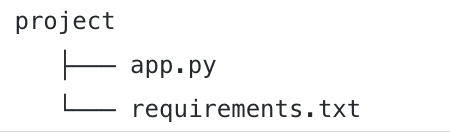 project
├── app.py
└── requirements.txt